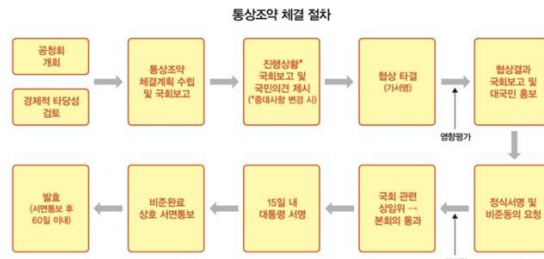 통상조약 체결 절차
공청회
개회
경제적 타당성
검토
통상조약
체결계획 수립
및 국회보고
진행상황*
국회보고 및
국민의견 제시
(*중대사항 변경 시)
협상 타결
(가서명)
영향평가
협상결과
국회보고 및
대국민 홍보
정식서명 및
비준동의 요청
국회 관련
상임위 →
본회의 통과
15일 내
대통령 서명
비준완료
상호 서면통보
발효
(서면통보 후
60일 이내)